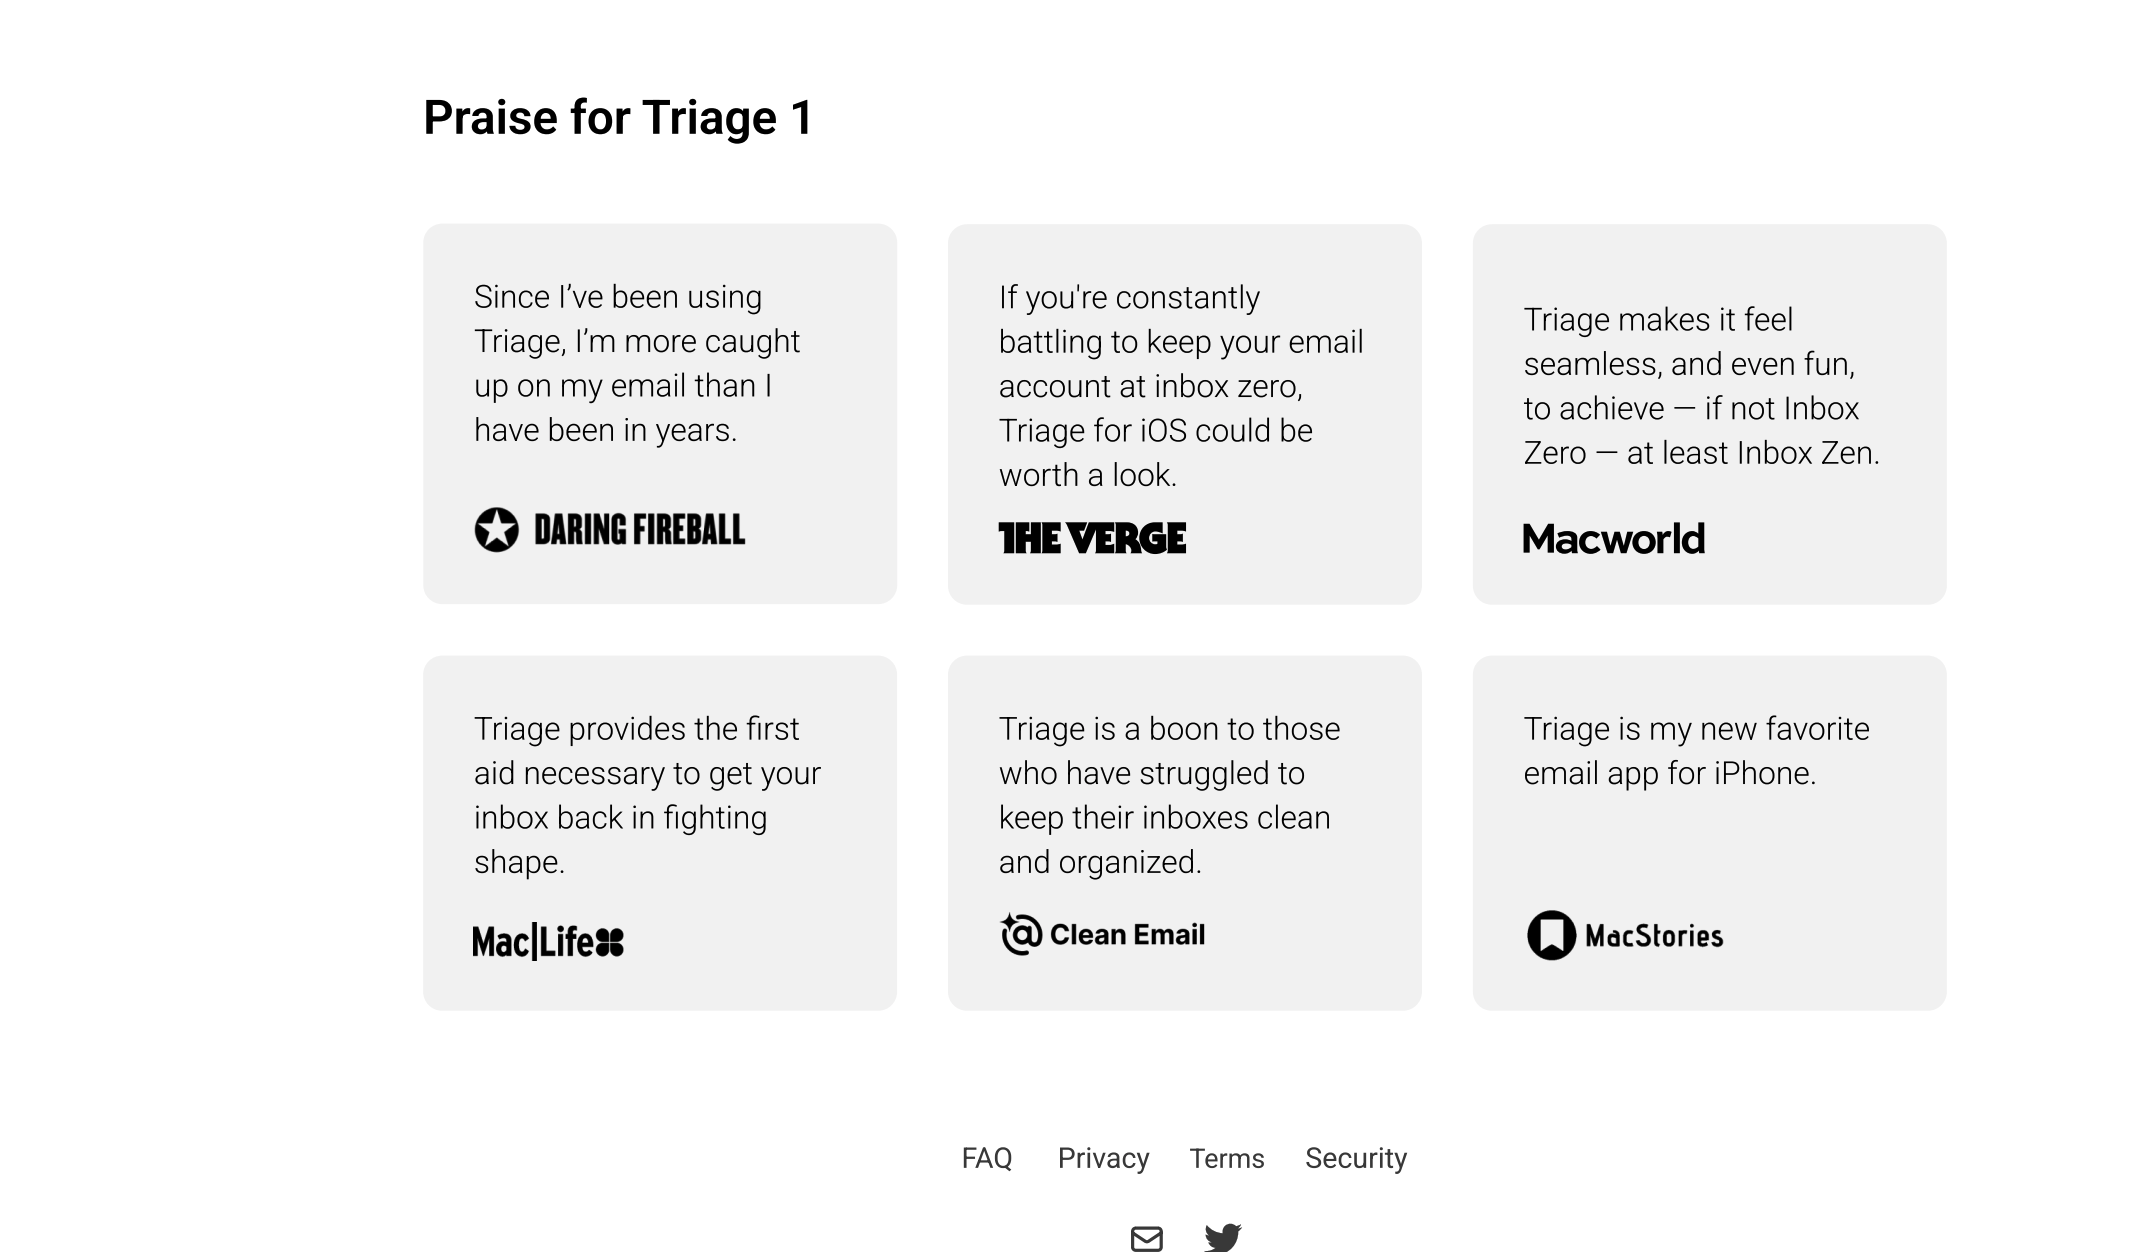 Praise for Triage 1
Since I’ve been using
Triage, I’m more caught
up on my email than I
have been in years.
DARING FIREBALL
If you're constantly
battling to keep your email
account at inbox zero,
Triage for iOS could be
worth a look.
THE VERGE
Triage makes it feel
seamless, and even fun,
to achieve — if not Inbox
Zero — at least Inbox Zen.
Macworld
Triage provides the first
aid necessary to get your
inbox back in fighting
shape.
Mac|Life
Triage is a boon to those
who have struggled to
keep their inboxes clean
and organized.
Clean Email
Triage is my new favorite
email app for iPhone.
MacStories
FAQ Privacy Terms Security